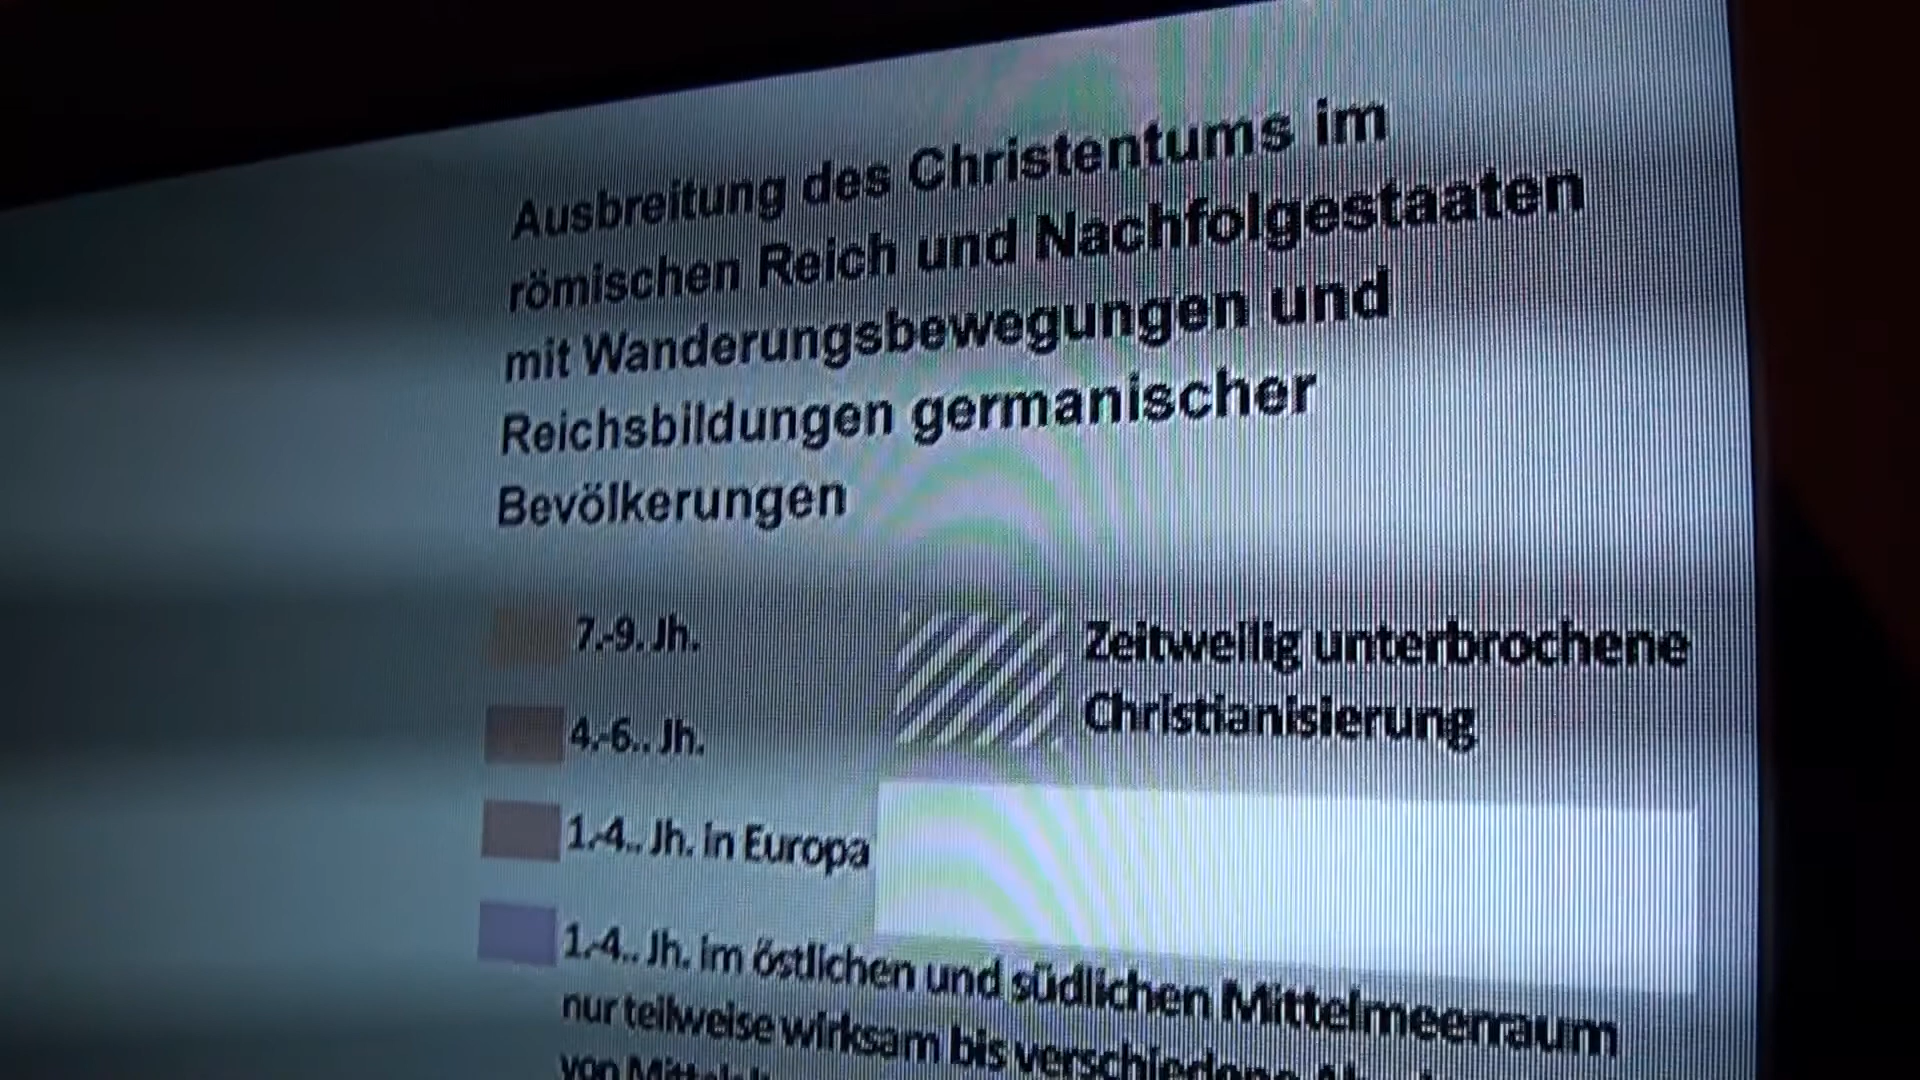 Ausbreitung des Christentums im
römischen Reich und Nachfolgestaaten
mit Wanderungsbewegungen und
Reichsbildungen germanischer
Bevölkerungen
7.-9. Jh.
4.-6.. Jh.
1.-4.. Jh. in Europa
1.-4.. Jh. im östlichen und südlichen Mittelmeerraum
nur teilweise wirksam bis verschiedene
von
Zeitweilig unterbrochene
Christianisierung